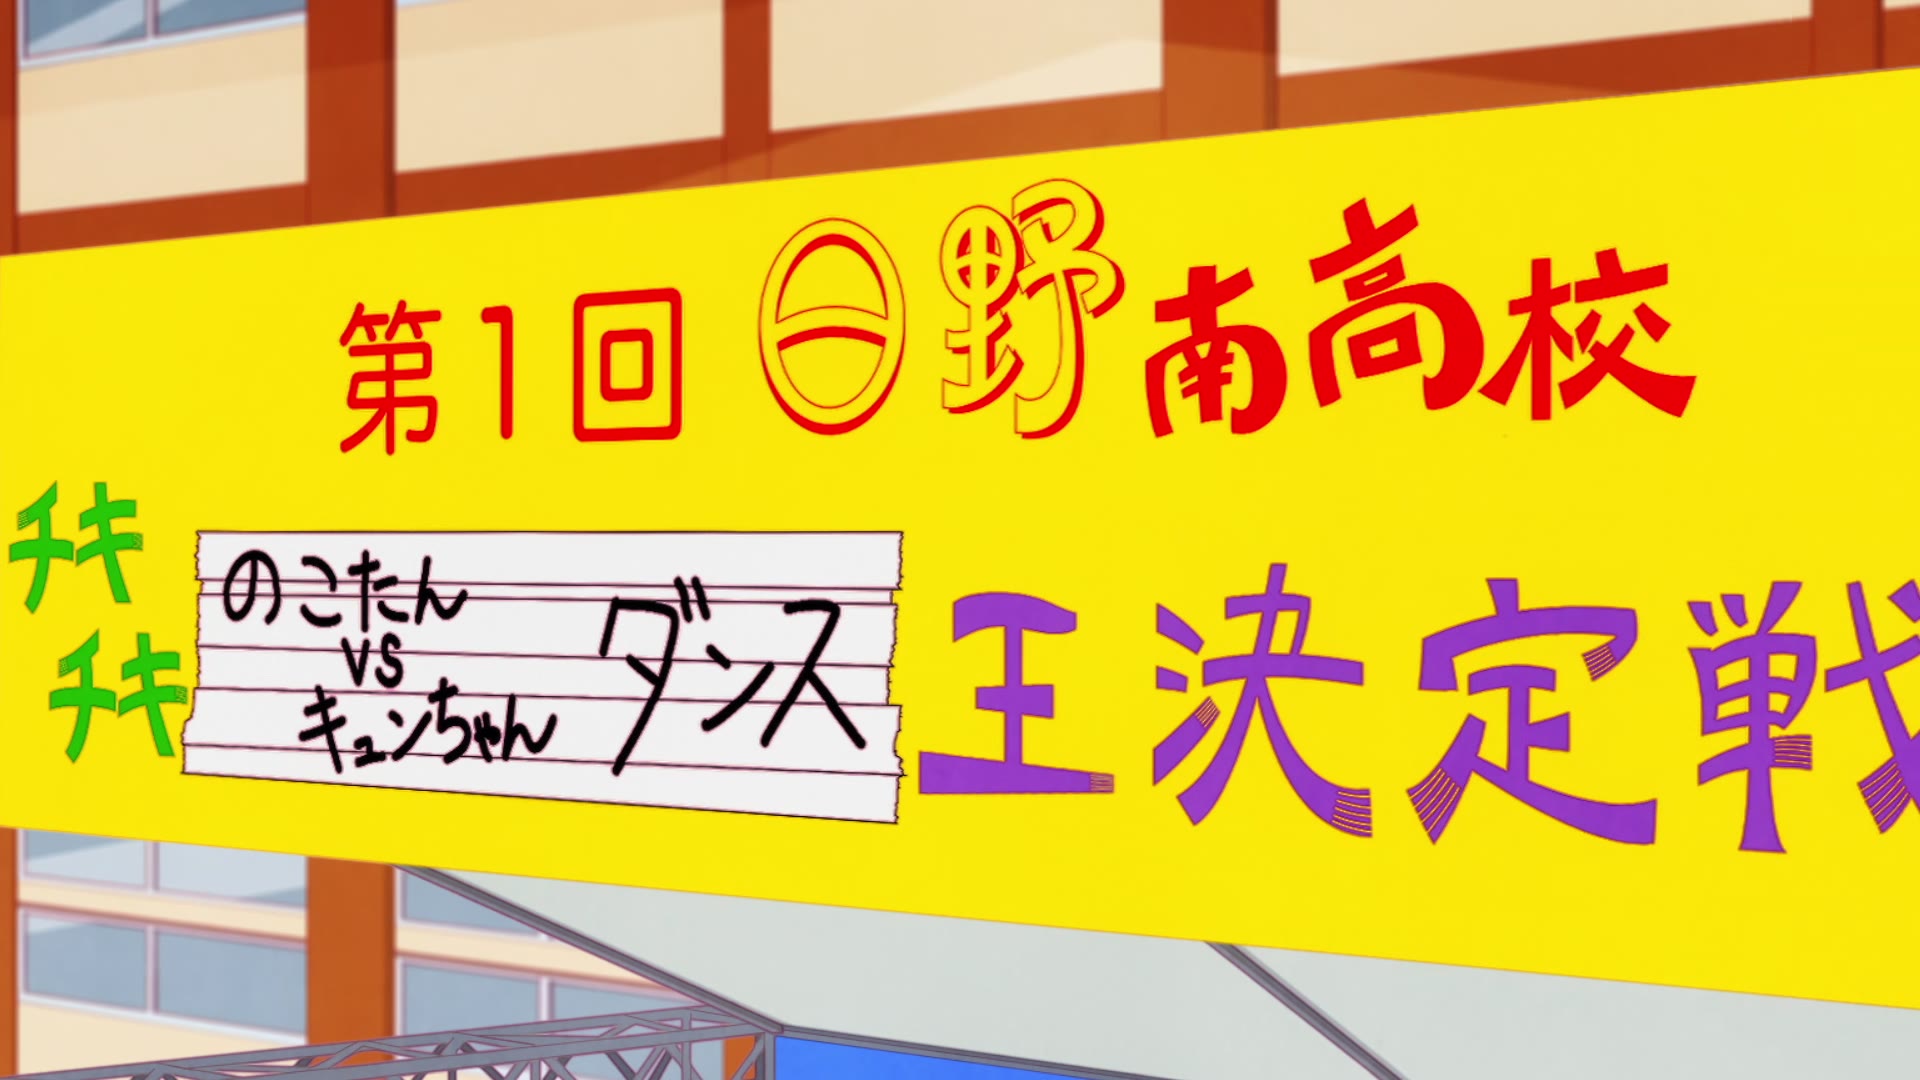 第1回 日野南高校
チキチキ
のこたん
vs
キュンちゃん
ダンス
王決定戦